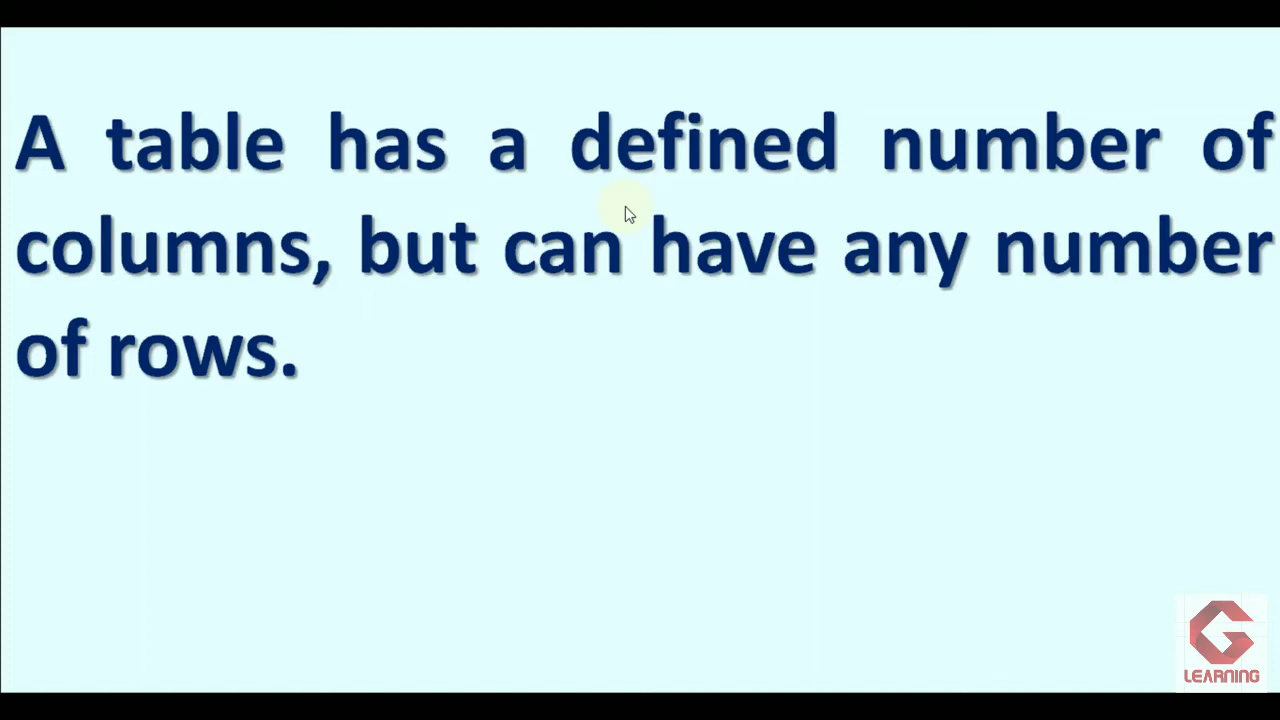 A table has a defined number of
columns, but can have any number
of rows.
LEARNING